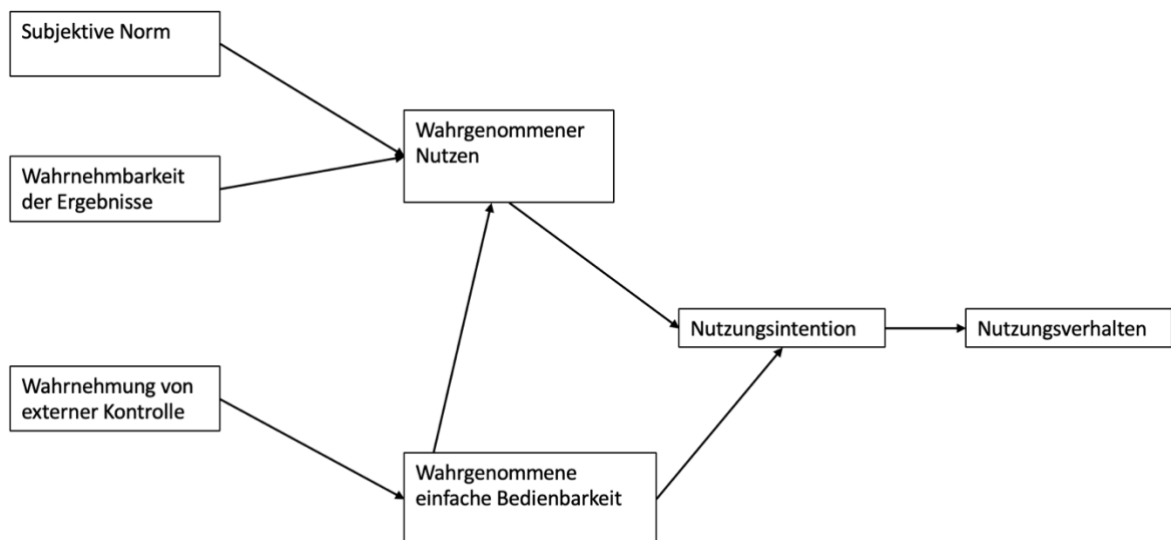 Subjektive Norm
Wahrgenommener
Nutzen
Wahrnehmbarkeit
der Ergebnisse
Nutzungsintention
Nutzungsverhalten
Wahrnehmung von
externer Kontrolle
Wahrgenommene
einfache Bedienbarkeit